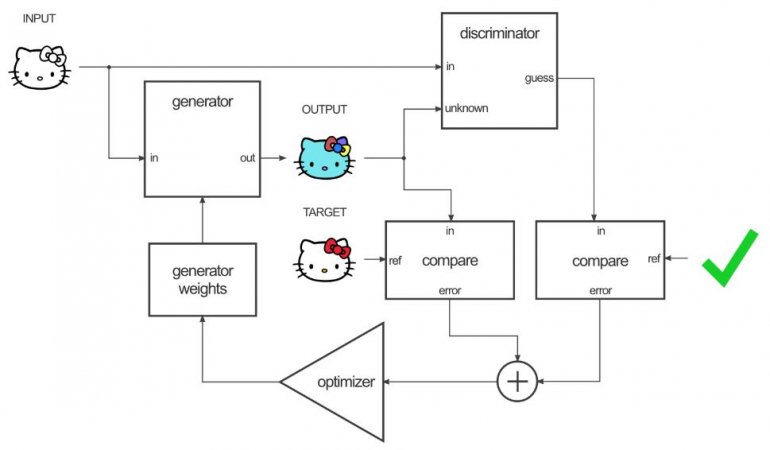 INPUT
discriminator
in
guess
unknown
generator
in
out
OUTPUT
TARGET
in
ref
compare
error
in
compare
ref
error
generator
weights
optimizer
+